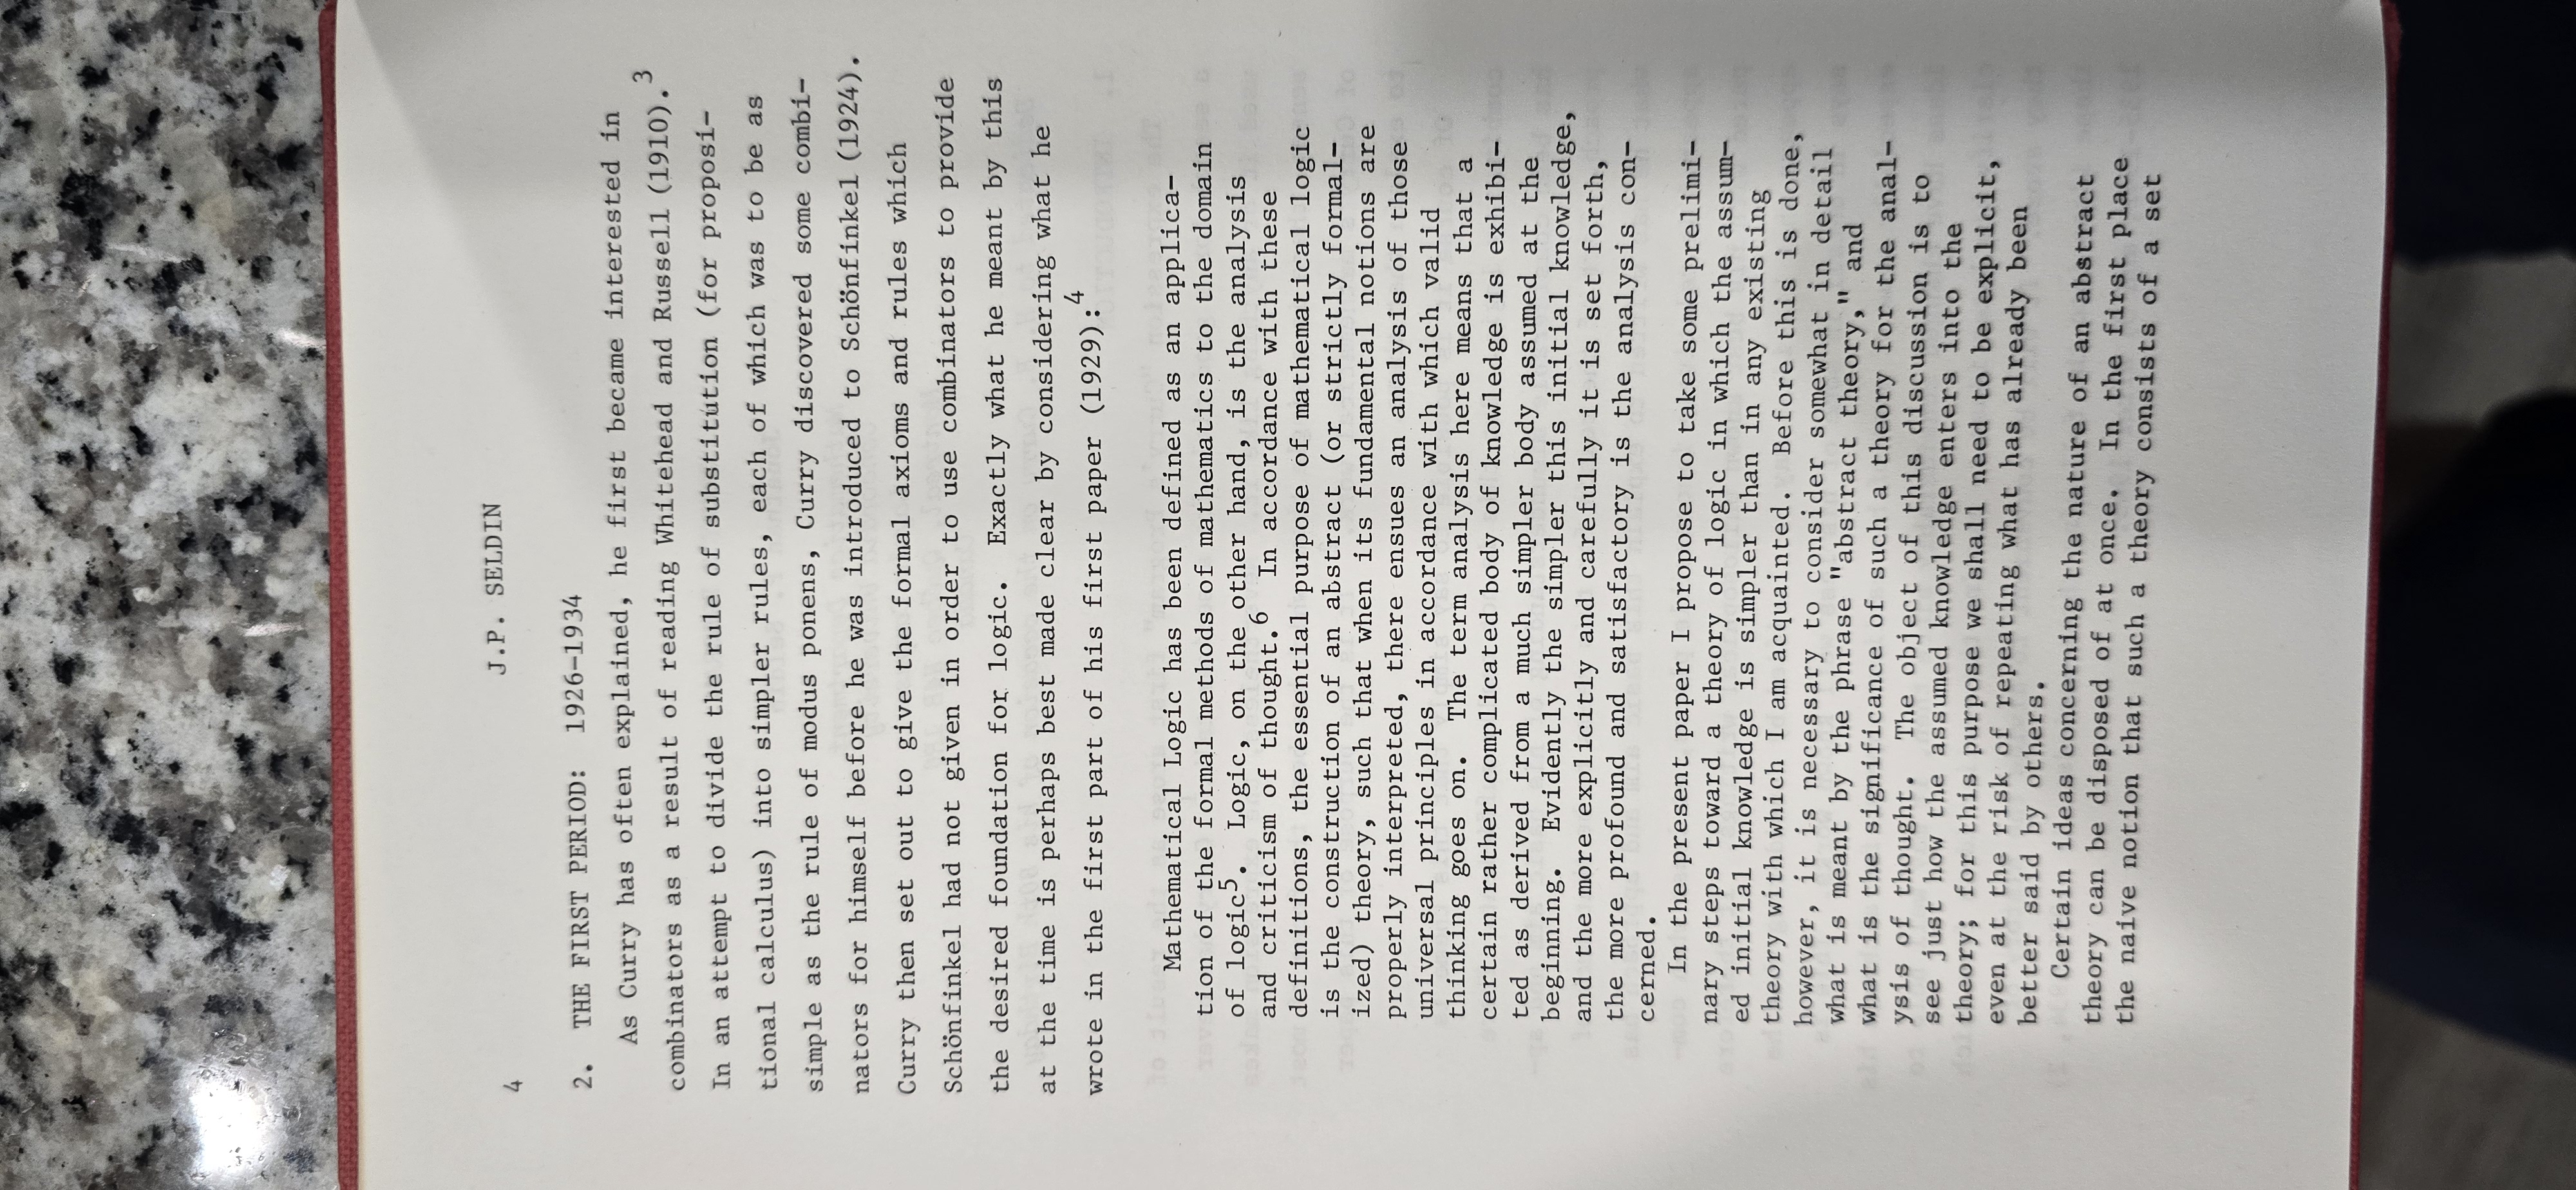 4 J.P. SELDIN
2. THE FIRST PERIOD: 1926-1934
As Curry has often explained, he first became interested in
combinators as a result of reading Whitehead and Russell (1910).3
In an attempt to divide the rule of substitution (for proposi-
tional calculus) into simpler rules, each of which was to be as
simple as the rule of modus ponens, Curry discovered some combi-
nators for himself before he was introduced to Schönfinkel (1924).
Curry then set out to give the formal axioms and rules which
Schönfinkel had not given in order to use combinators to provide
the desired foundation for logic. Exactly what he meant by this
at the time is perhaps best made clear by considering what he
wrote in the first part of his first paper (1929):4
Mathematical Logic has been defined as an applica-
tion of the formal methods of mathematics to the domain
of logic5. Logic, on the other hand, is the analysis
and criticism of thought.6 In accordance with these
definitions, the essential purpose of mathematical logic
is the construction of an abstract (or strictly formal-
ized) theory, such that when its fundamental notions are
properly interpreted, there ensues an analysis of those
universal principles in accordance with which valid
thinking goes on. The term analysis here means that a
certain rather complicated body of knowledge is exhibi-
ted as derived from a much simpler body assumed at the
beginning. Evidently the simpler this initial knowledge,
and the more explicitly and carefully it is set forth,
the more profound and satisfactory is the analysis con-
cerned.
In the present paper I propose to take some prelimi-
nary steps toward a theory of logic in which the assum-
ed initial knowledge is simpler than in any existing
theory with which I am acquainted. Before this is done,
however, it is necessary to consider somewhat in detail
what is meant by the phrase "abstract theory," and
what is the significance of such a theory for the anal-
ysis of thought. The object of this discussion is to
see just how the assumed knowledge enters into the
theory; for this purpose we shall need to be explicit,
even at the risk of repeating what has already been
better said by others.
Certain ideas concerning the nature of an abstract
theory can be disposed of at once. In the first place
the naive notion that such a theory consists of a set